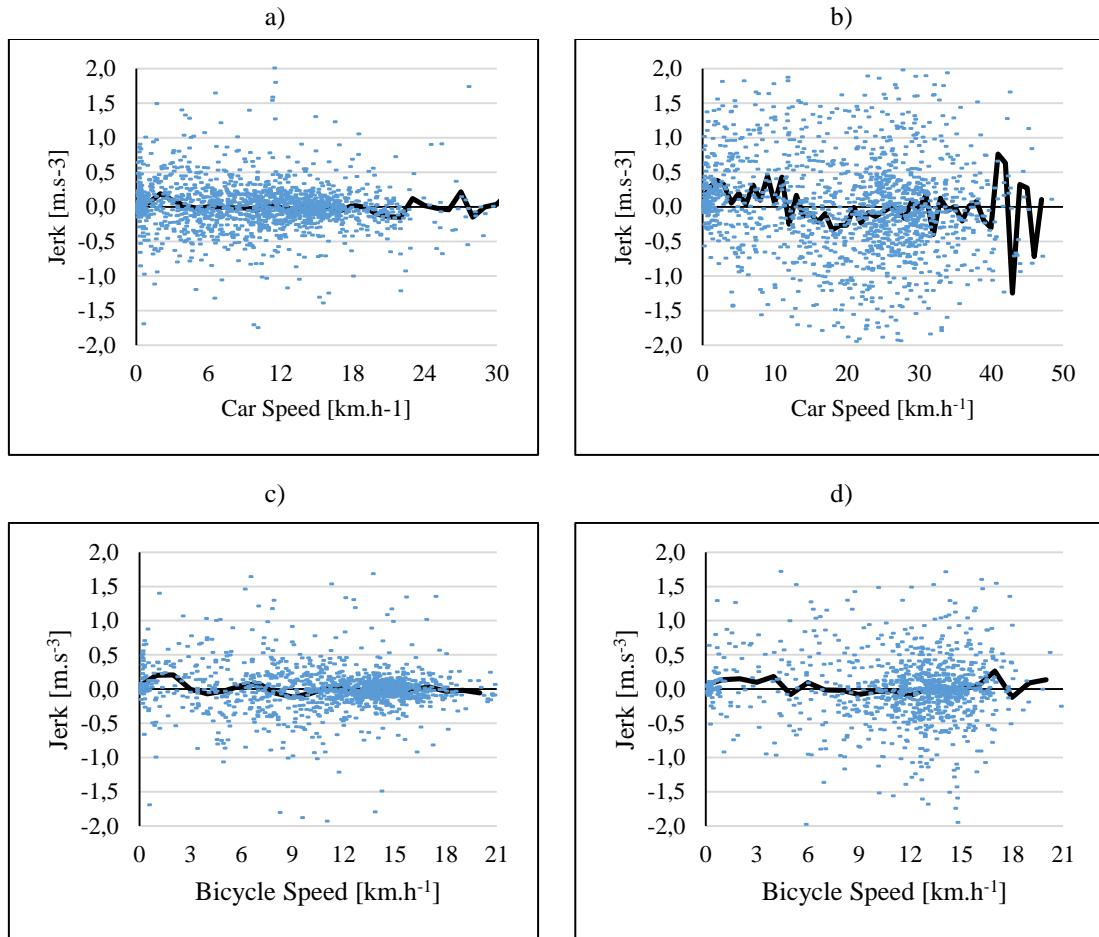 a)
2,0
1,5
1,0
0,5
0,0
-0,5
-1,0
-1,5
-2,0
Jerk [m.s-3]
0 6 12 18 24 30
Car Speed [km.h-1]
b)
2,0
1,5
1,0
0,5
0,0
-0,5
-1,0
-1,5
-2,0
Jerk [m.s-3]
0 10 20 30 40 50
Car Speed [km.h⁻¹]
c)
2,0
1,5
1,0
0,5
0,0
-0,5
-1,0
-1,5
-2,0
Jerk [m.s⁻³]
0 3 6 9 12 15 18 21
Bicycle Speed [km.h⁻¹]
d)
2,0
1,5
1,0
0,5
0,0
-0,5
-1,0
-1,5
-2,0
Jerk [m.s⁻³]
0 3 6 9 12 15 18 21
Bicycle Speed [km.h⁻¹]